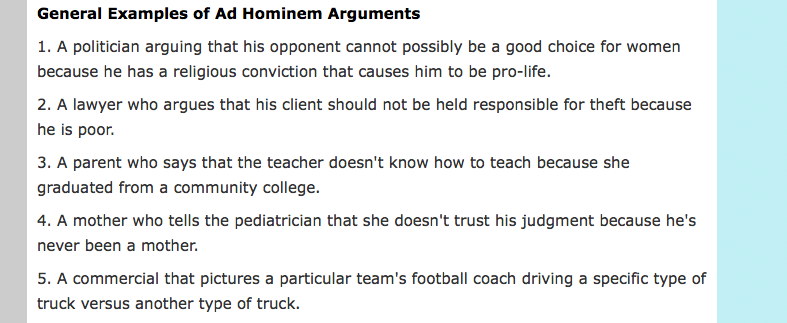 General Examples of Ad Hominem Arguments
1. A politician arguing that his opponent cannot possibly be a good choice for women
because he has a religious conviction that causes him to be pro-life.
2. A lawyer who argues that his client should not be held responsible for theft because
he is poor.
3. A parent who says that the teacher doesn't know how to teach because she
graduated from a community college.
4. A mother who tells the pediatrician that she doesn't trust his judgment because he's
never been a mother.
5. A commercial that pictures a particular team's football coach driving a specific type of
truck versus another type of truck.